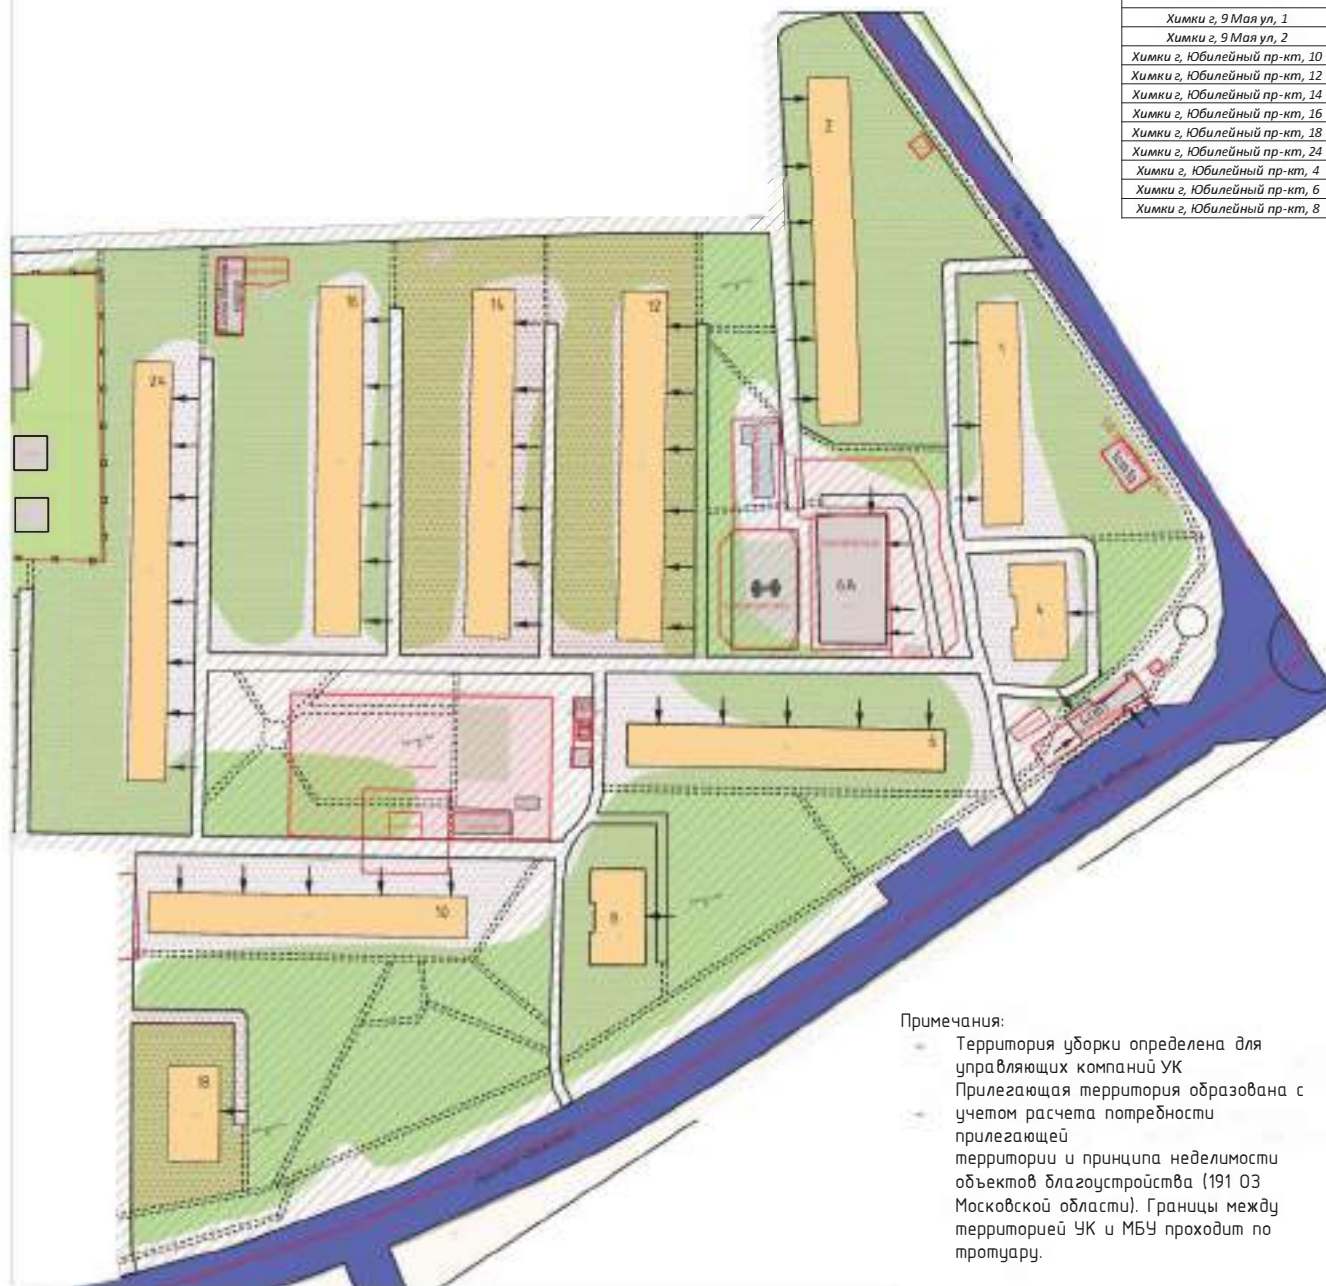 Химки г, 9 Мая ул, 1
Химки г, 9 Мая ул, 2
Химки г, Юбилейный пр-кт, 10
Химки г, Юбилейный пр-кт, 12
Химки г, Юбилейный пр-кт, 14
Химки г, Юбилейный пр-кт, 16
Химки г, Юбилейный пр-кт, 18
Химки г, Юбилейный пр-кт, 24
Химки г, Юбилейный пр-кт, 4
Химки г, Юбилейный пр-кт, 6
Химки г, Юбилейный пр-кт, 8
16
14
12
24
1
6А
4
10
18
Примечания:
Территория уборки определена для
управляющих компаний УК
Прилегающая территория образована с
учетом расчета потребности
прилегающей
территории и принципа неделимости
объектов благоустройства (191 ОЗ
Московской области). Границы между
территорией УК и МБУ проходит по
тротуару.